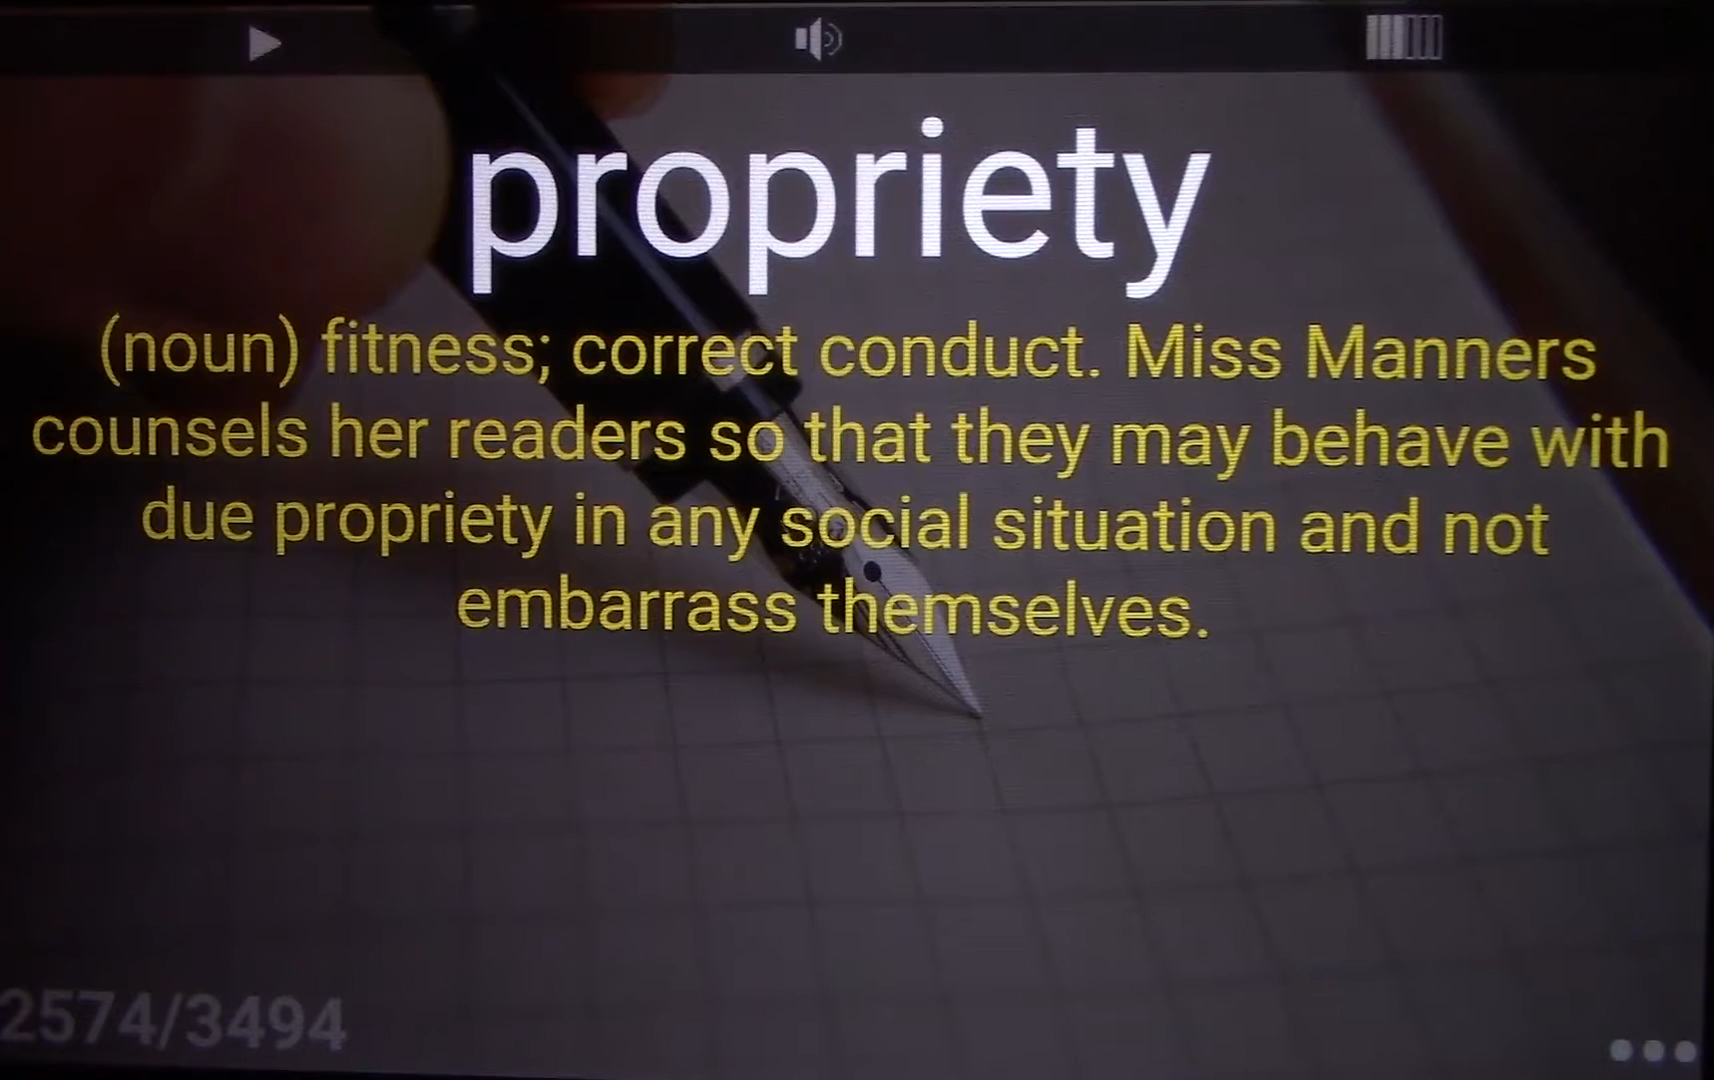 propriety
(noun) fitness; correct conduct. Miss Manners
counsels her readers so that they may behave with
due propriety in any social situation and not
embarrass themselves.
2574/3494